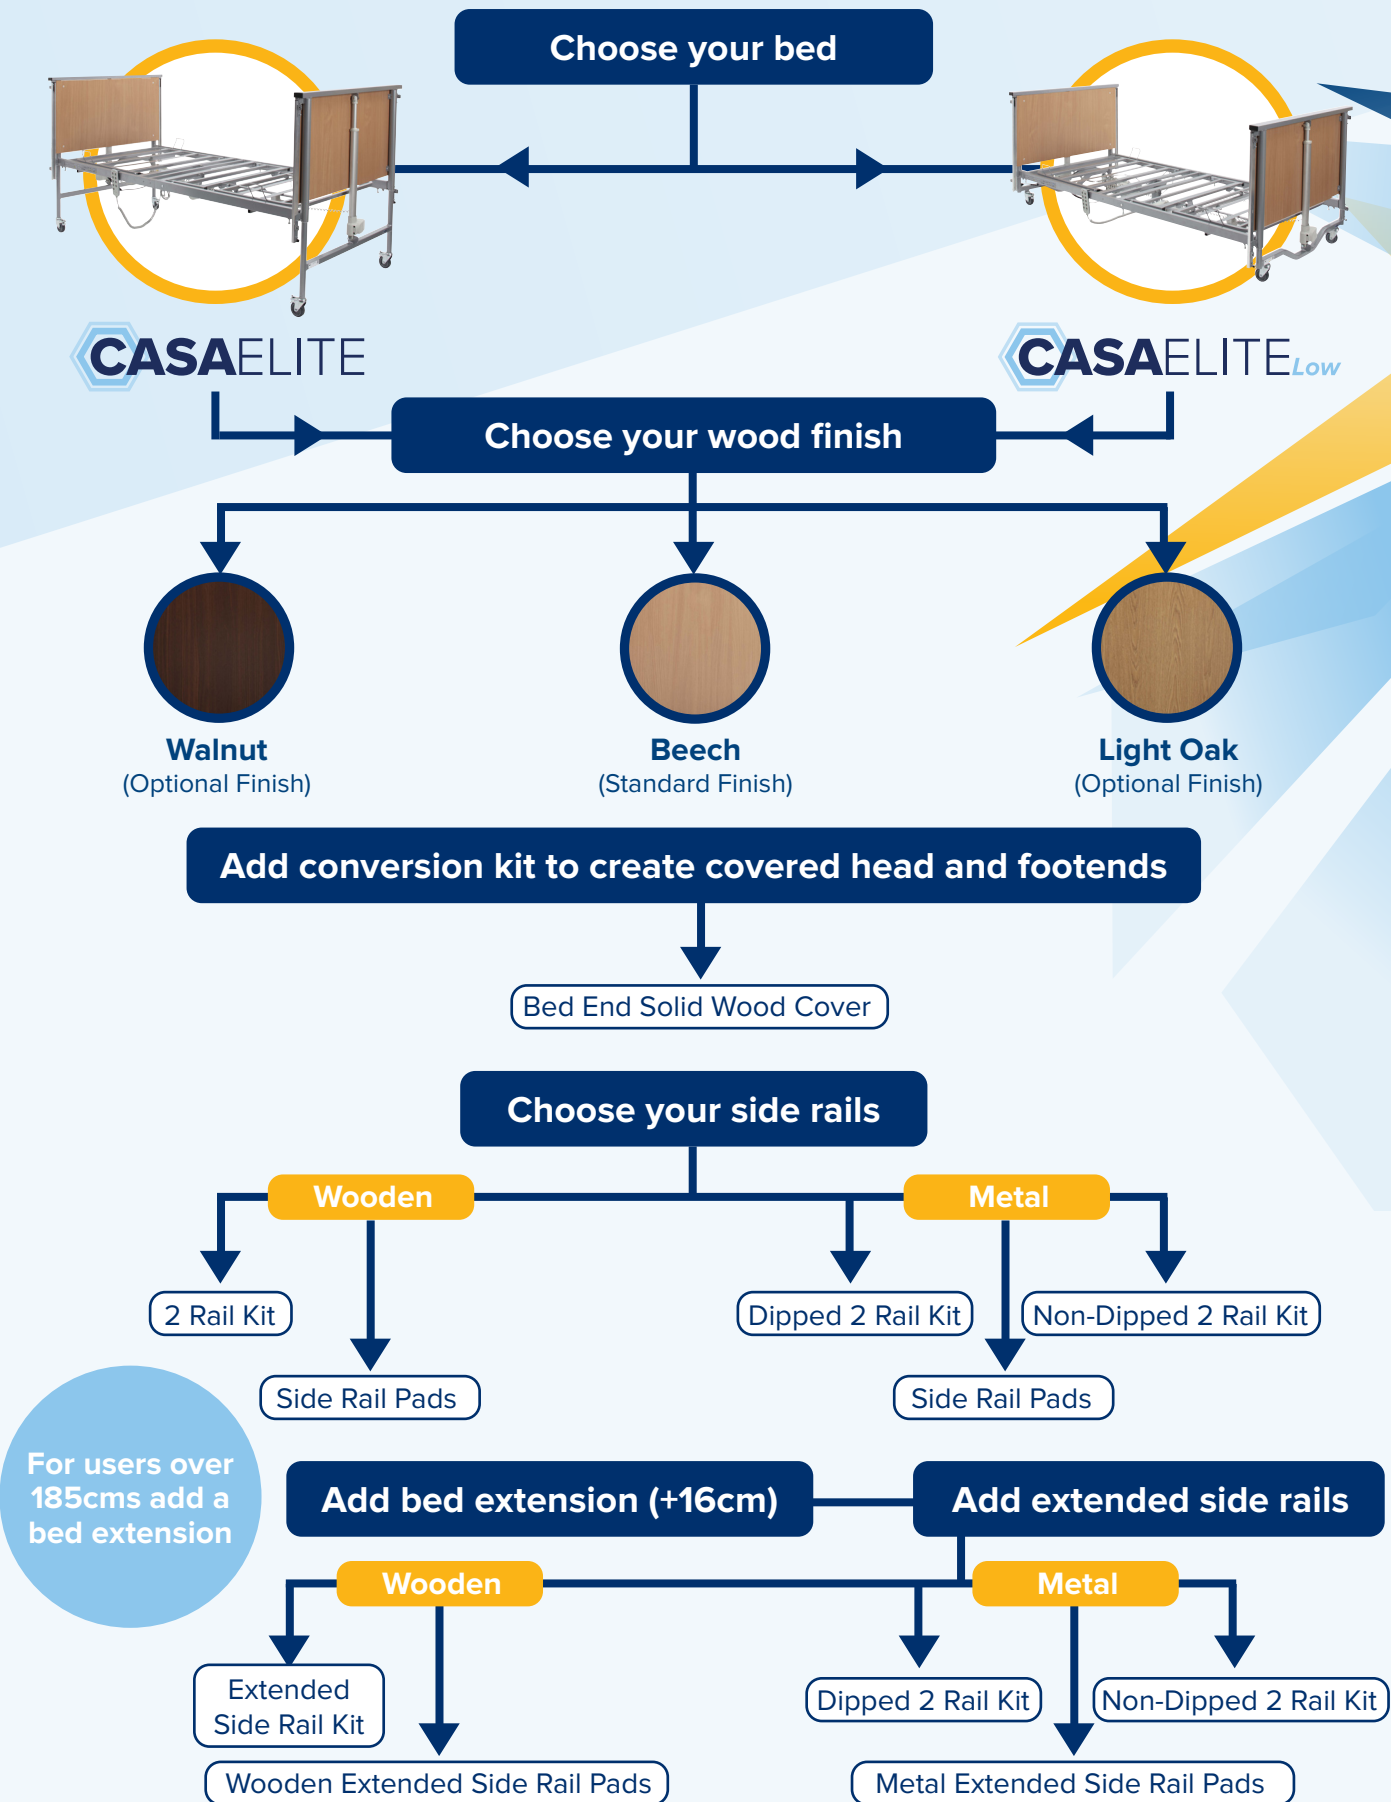 Choose your bed
CASAELITE
CASAELITE Low
Choose your wood finish
Walnut
(Optional Finish)
Beech
(Standard Finish)
Light Oak
(Optional Finish)
Add conversion kit to create covered head and footends
Bed End Solid Wood Cover
Choose your side rails
Wooden
Metal
2 Rail Kit
Dipped 2 Rail Kit
Non-Dipped 2 Rail Kit
Side Rail Pads
Side Rail Pads
For users over
185cms add a
bed extension
Add bed extension (+16cm)
Add extended side rails
Wooden
Metal
Extended
Side Rail Kit
Dipped 2 Rail Kit
Non-Dipped 2 Rail Kit
Wooden Extended Side Rail Pads
Metal Extended Side Rail Pads